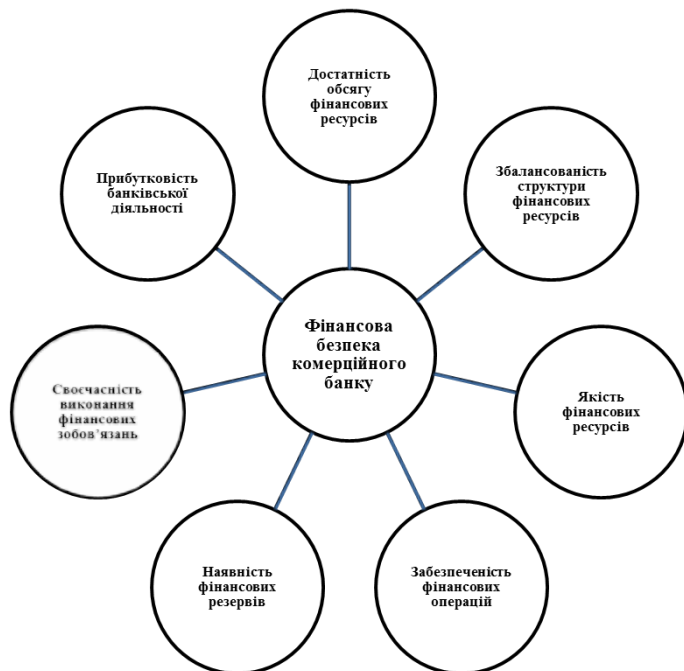 Достатність
обсягу
фінансових
ресурсів
Прибутковість
банківської
діяльності
Збалансованість
структури
фінансових
ресурсів
Фінансова
безпека
комерційного
банку
Своєчасність
виконання
фінансових
зобов’язань
Якість
фінансових
ресурсів
Наявність
фінансових
резервів
Забезпеченість
фінансових
операцій